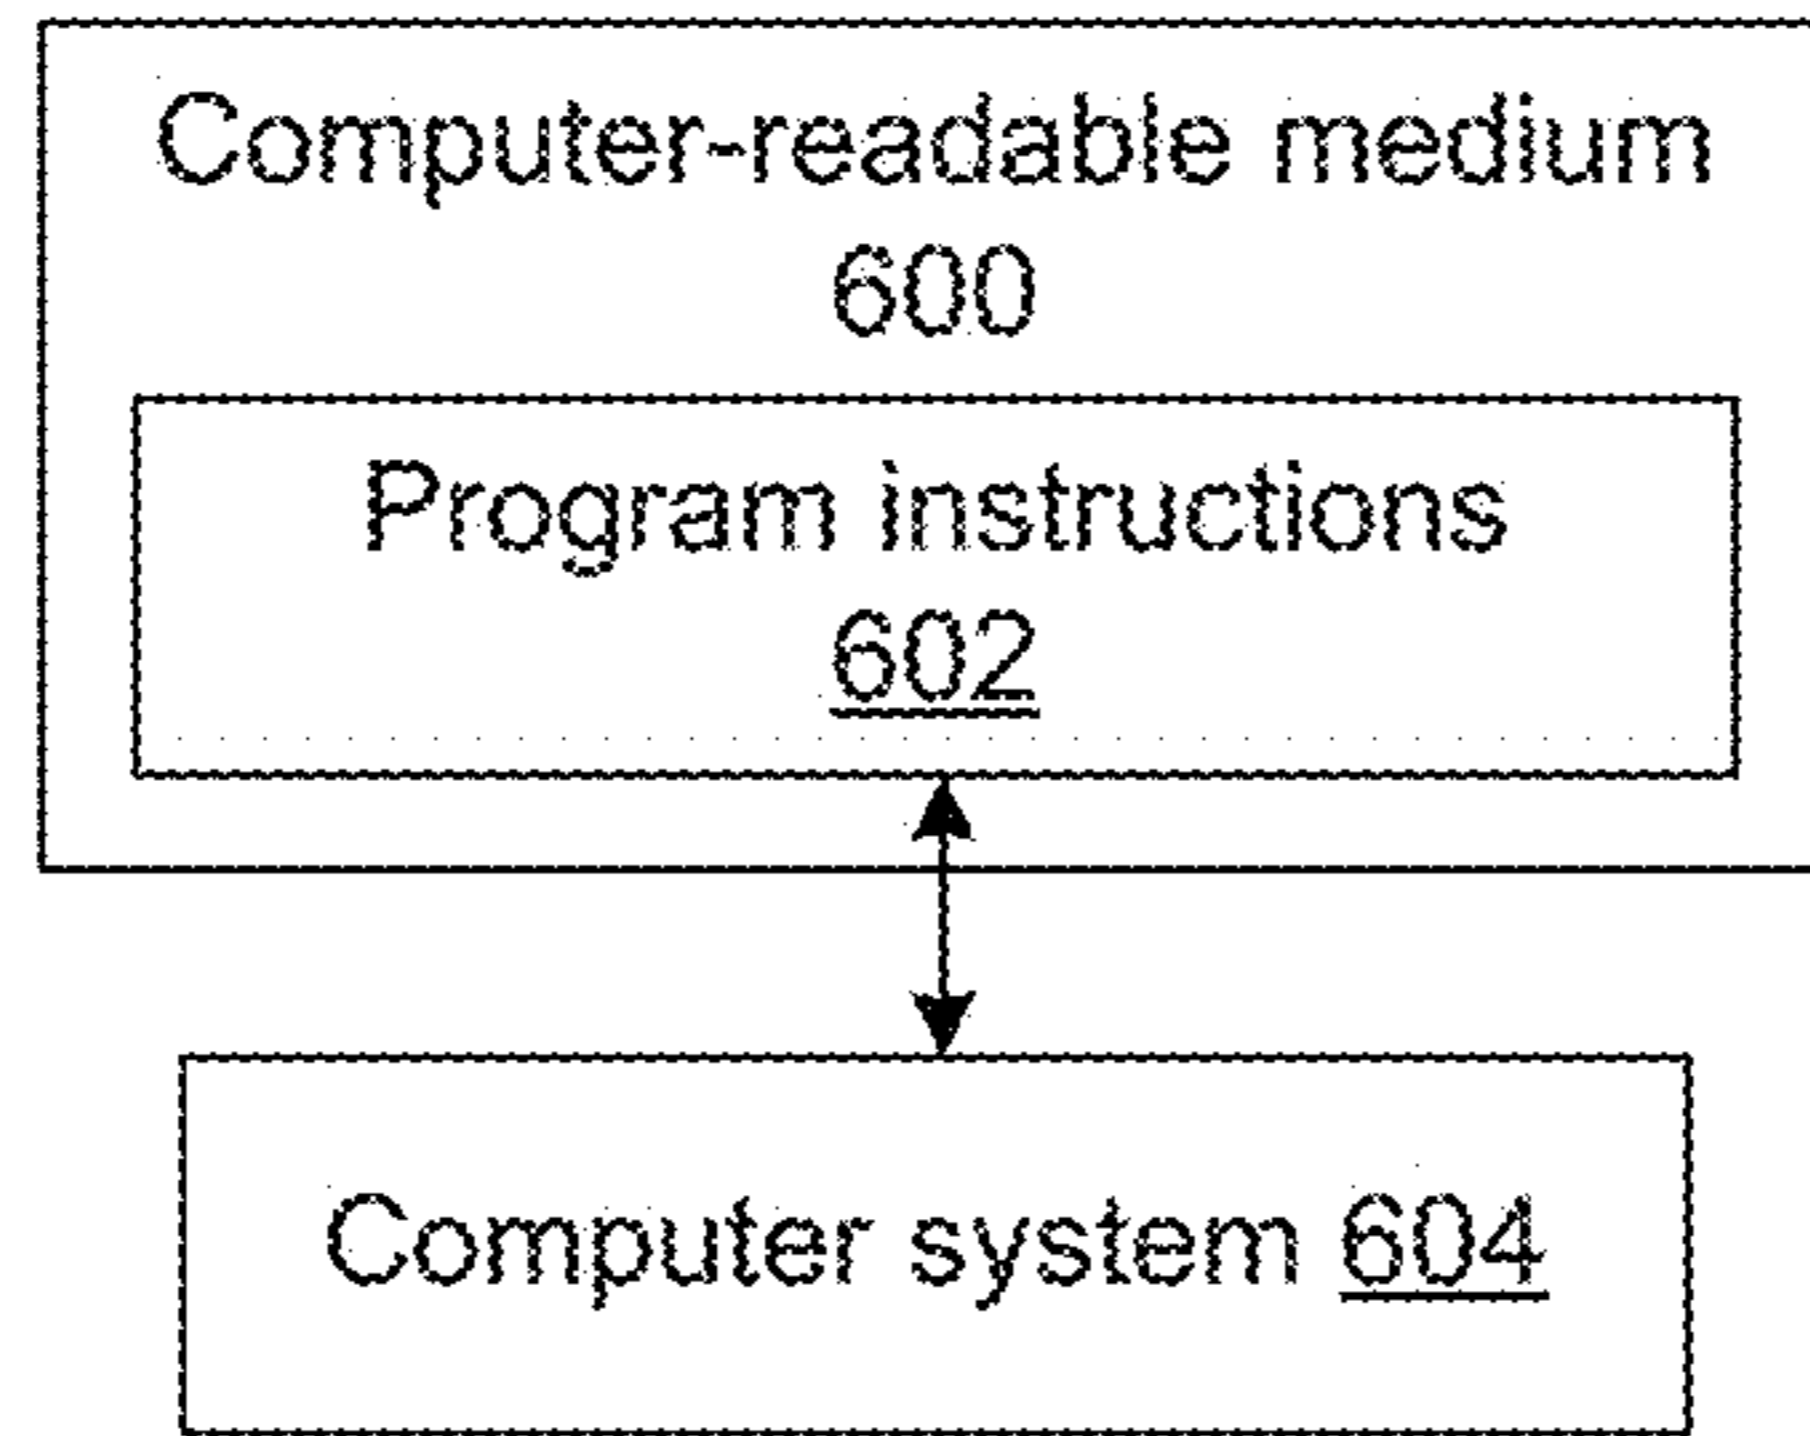 Computer-readable medium
600
Program instructions
602
Computer system 604